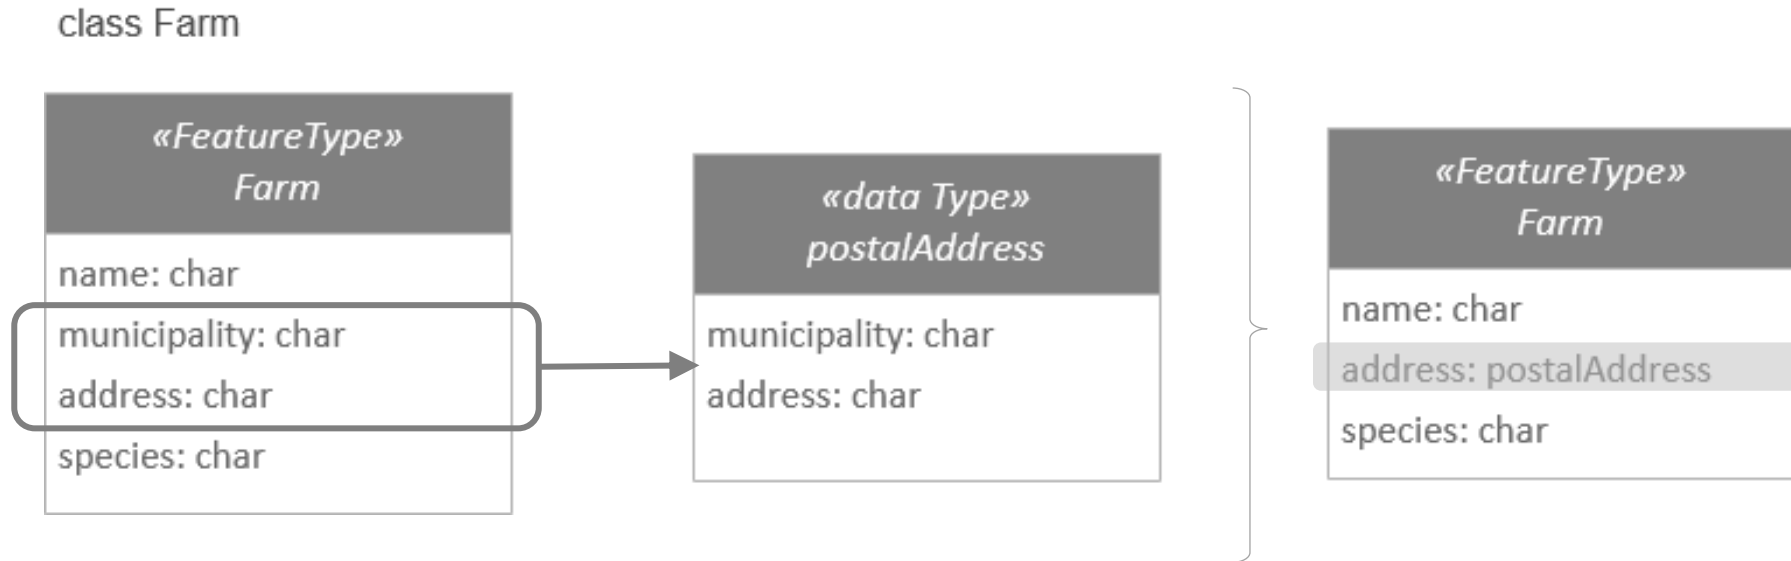 class Farm
«FeatureType»
Farm
name: char
municipality: char
address: char
species: char
«data Type»
postalAddress
municipality: char
address: char
«FeatureType»
Farm
name: char
address: postalAddress
species: char